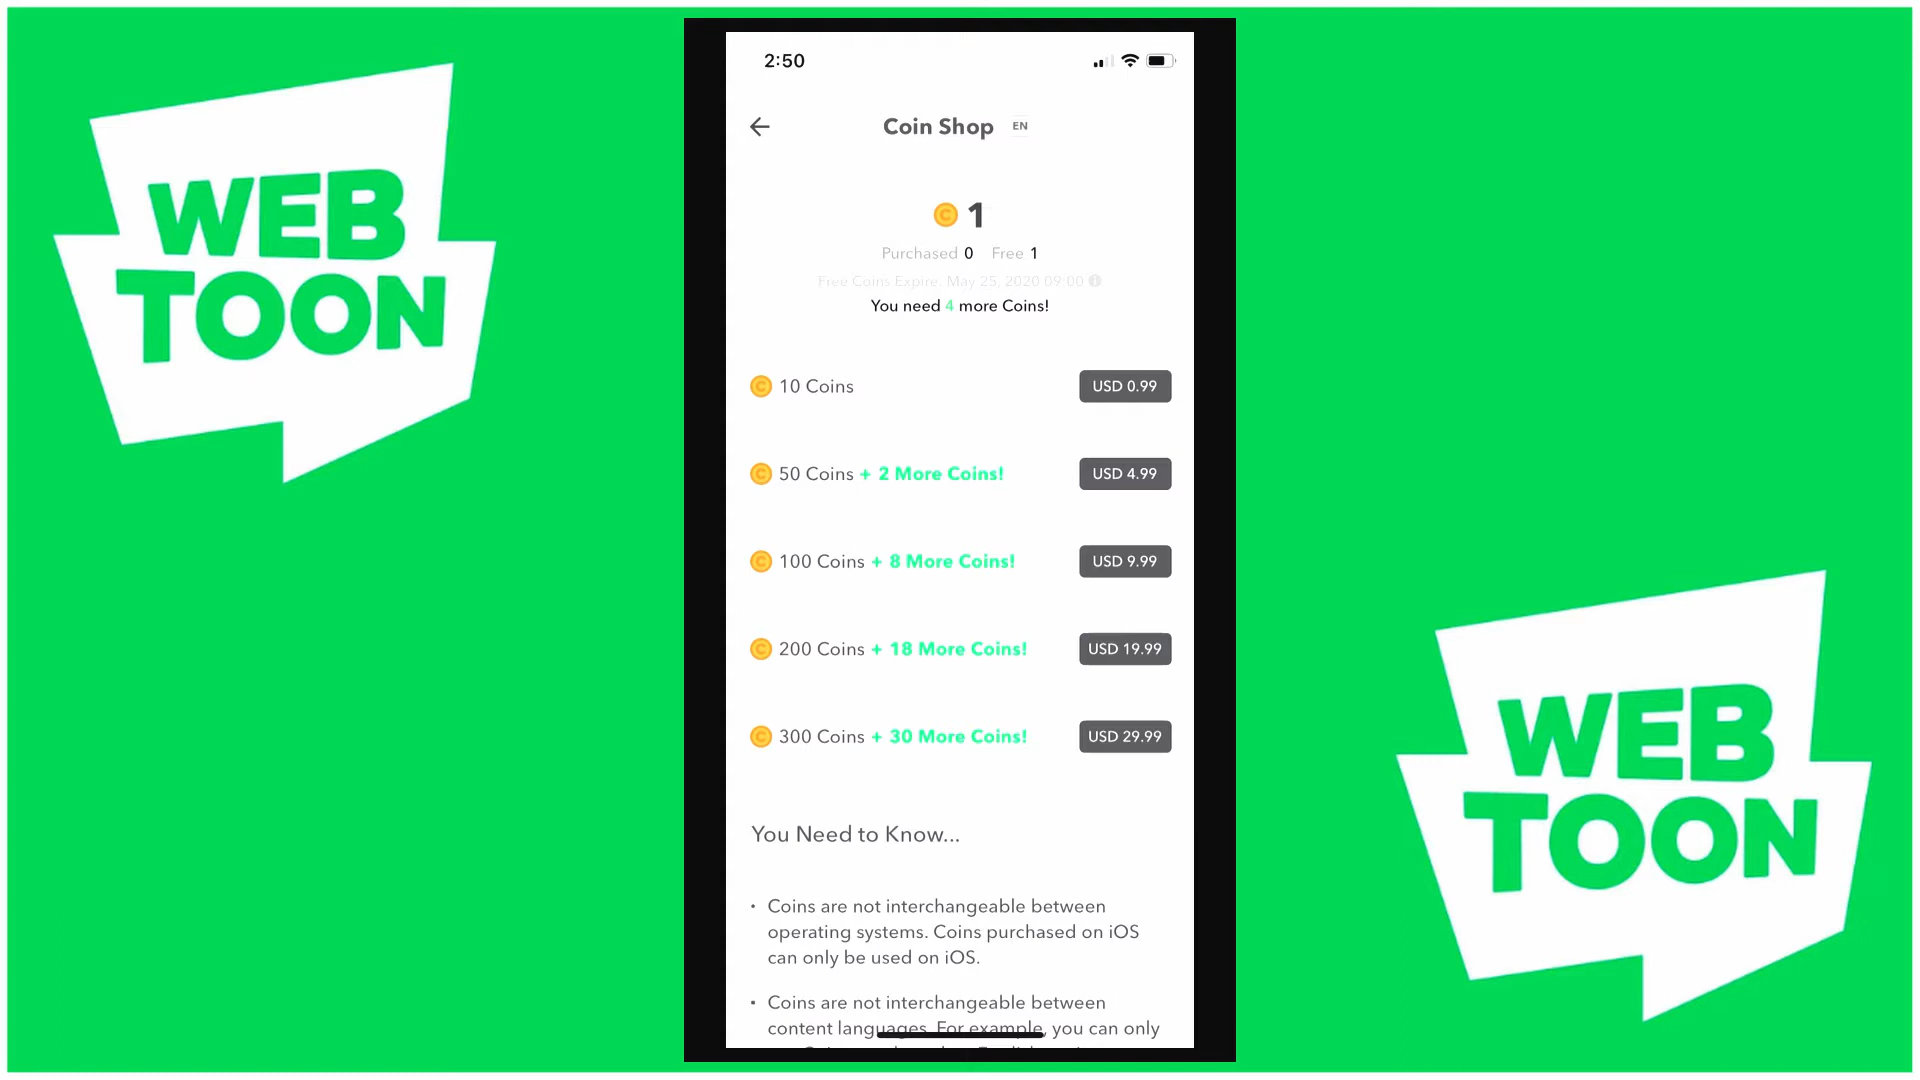 WEB
TOON
2:50
Coin Shop EN
1
Purchased 0 Free 1
Free Coins Expire: May 25, 2020 09:00
You need 4 more Coins!
10 Coins USD 0.99
50 Coins + 2 More Coins! USD 4.99
100 Coins + 8 More Coins! USD 9.99
200 Coins + 18 More Coins! USD 19.99
300 Coins + 30 More Coins! USD 29.99
You Need to Know...
• Coins are not interchangeable between
operating systems. Coins purchased on iOS
can only be used on iOS.
• Coins are not interchangeable between
content languages. For example, you can only
WEB
TOON